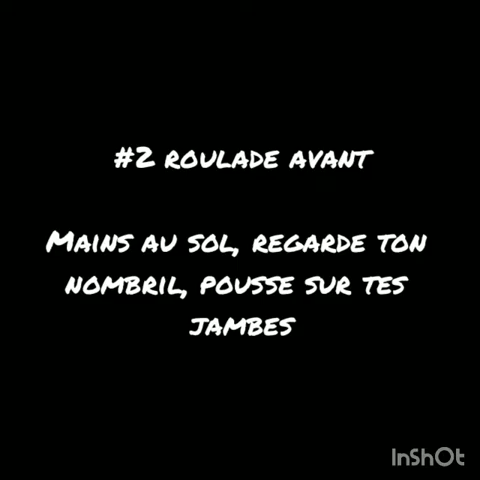 #2 ROULADE AVANT
MAINS AU SOL, REGARDE TON
NOMBRIL, POUSSE SUR TES
JAMBES
InShOt